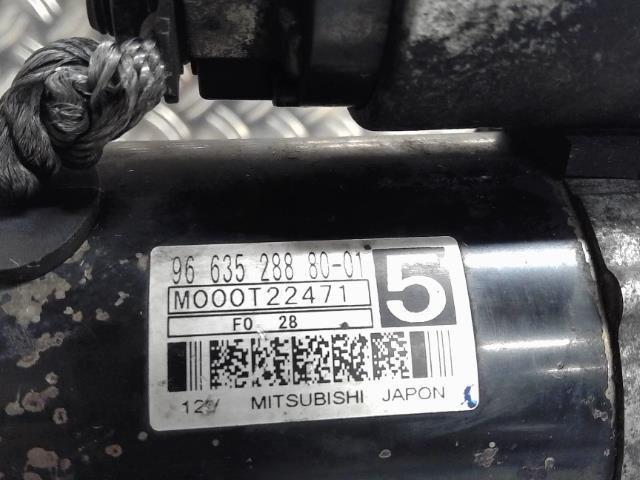 96 635 288 80-01
5
M000T22471
F0 28
12V MITSUBISHI JAPON